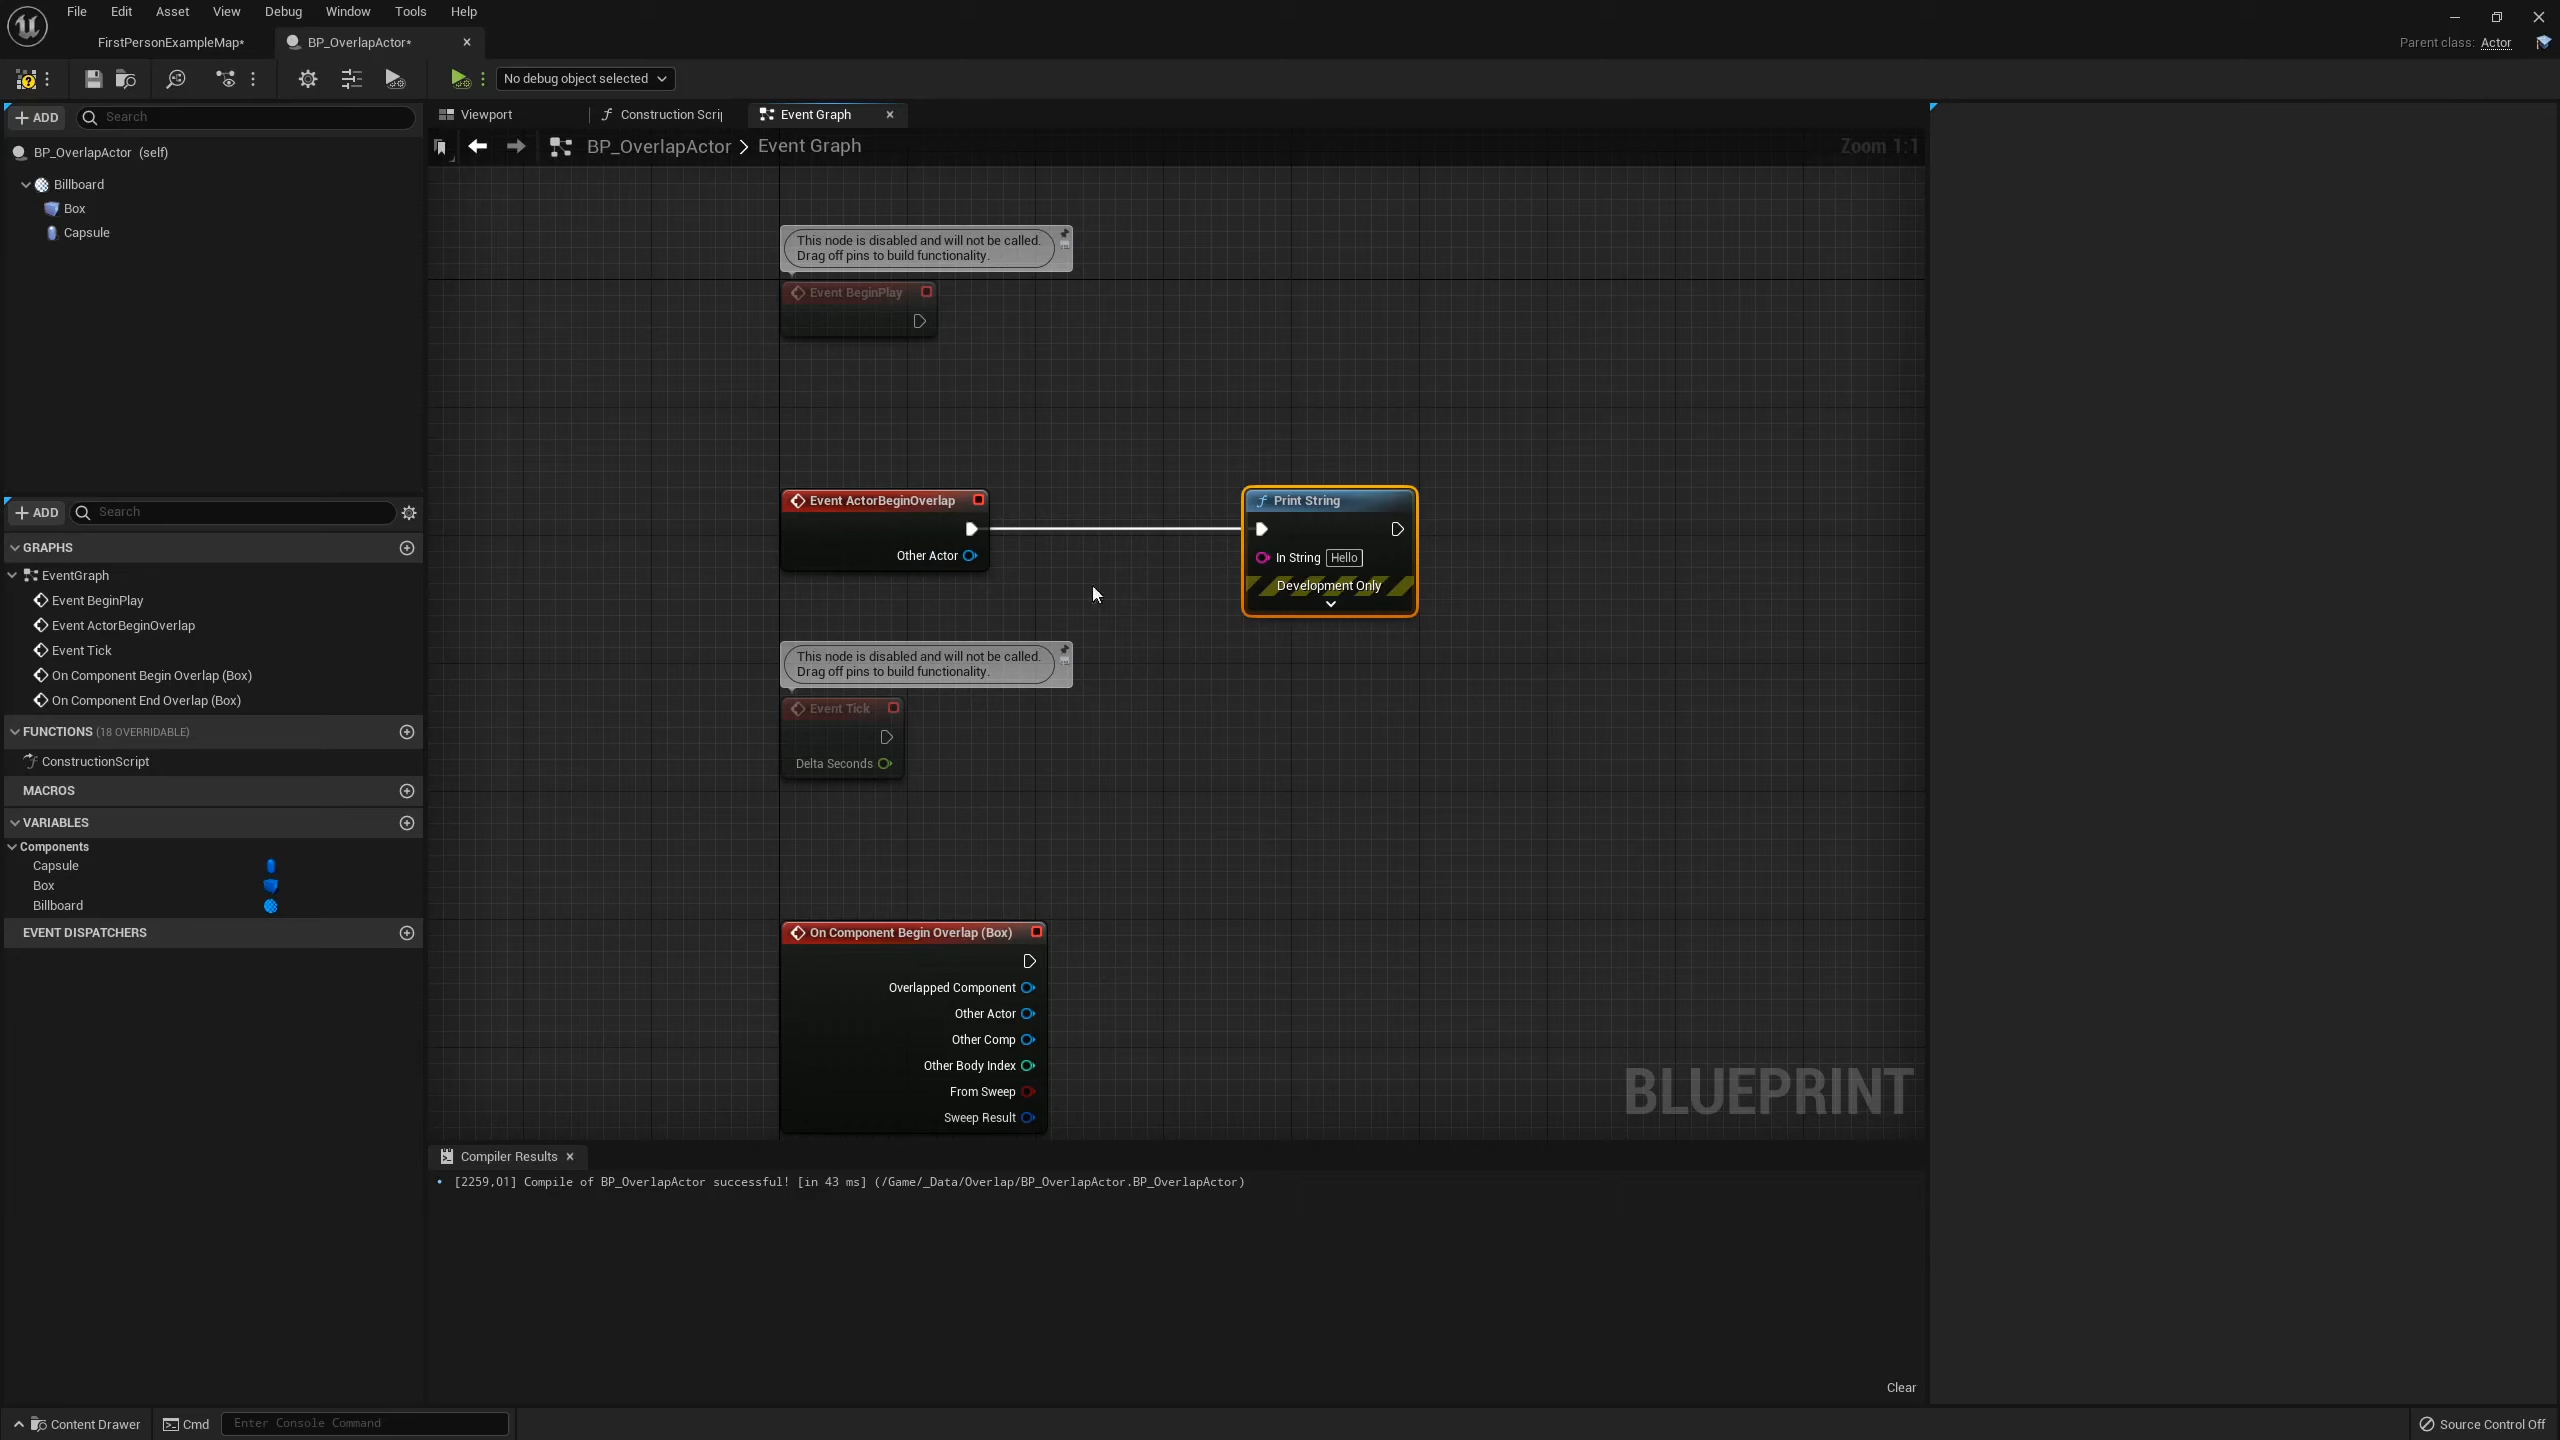 File Edit Asset View Debug Window Tools Help
FirstPersonExampleMap*
BP_OverlapActor*
Parent class: Actor
No debug object selected
ADD
Search
BP_OverlapActor (self)
Billboard
Box
Capsule
ADD
Search
GRAPHS
EventGraph
Event BeginPlay
Event ActorBeginOverlap
Event Tick
On Component Begin Overlap (Box)
On Component End Overlap (Box)
FUNCTIONS (18 OVERRIDABLE)
ConstructionScript
MACROS
VARIABLES
Components
Capsule
Box
Billboard
EVENT DISPATCHERS
Viewport
Construction Scrij
Event Graph
BP_OverlapActor > Event Graph
Zoom 1:1
This node is disabled and will not be called.
Drag off pins to build functionality.
Event BeginPlay
Event ActorBeginOverlap
Other Actor
Print String
In String Hello
Development Only
This node is disabled and will not be called.
Drag off pins to build functionality.
Event Tick
Delta Seconds
On Component Begin Overlap (Box)
Overlapped Component
Other Actor
Other Comp
Other Body Index
From Sweep
Sweep Result
BLUEPRINT
Compiler Results
[2259,01] Compile of BP_OverlapActor successful! [in 43 ms] (/Game/_Data/Overlap/BP_OverlapActor.BP_OverlapActor)
Clear
Content Drawer
Cmd
Enter Console Command
Source Control Off